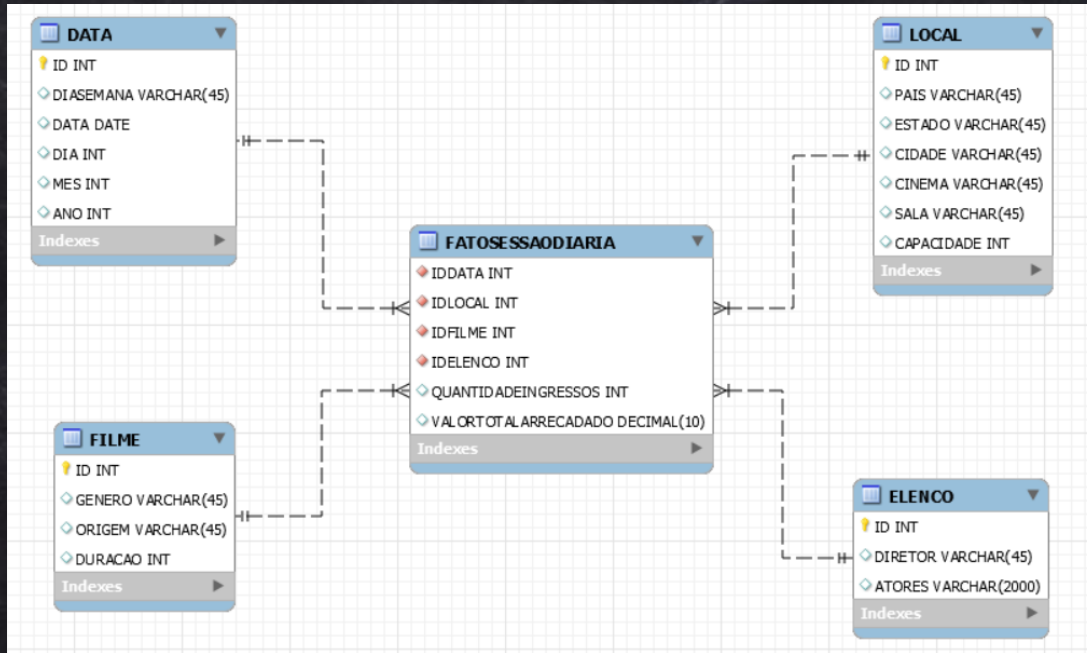 DATA
ID INT
DIASEMANA VARCHAR(45)
DATA DATE
DIA INT
MES INT
ANO INT
Indexes
LOCAL
ID INT
PAIS VARCHAR(45)
ESTADO VARCHAR(45)
CIDADE VARCHAR(45)
CINEMA VARCHAR(45)
SALA VARCHAR(45)
CAPACIDADE INT
Indexes
FATOSESSAODIARIA
IDDATA INT
IDLOCAL INT
IDFILME INT
IDELENCO INT
QUANTIDADEINGRESSOS INT
VALORTOTALARRECADADO DECIMAL(10)
Indexes
FILME
ID INT
GENERO VARCHAR(45)
ORIGEM VARCHAR(45)
DURACAO INT
Indexes
ELENCO
ID INT
DIRETOR VARCHAR(45)
ATORES VARCHAR(2000)
Indexes